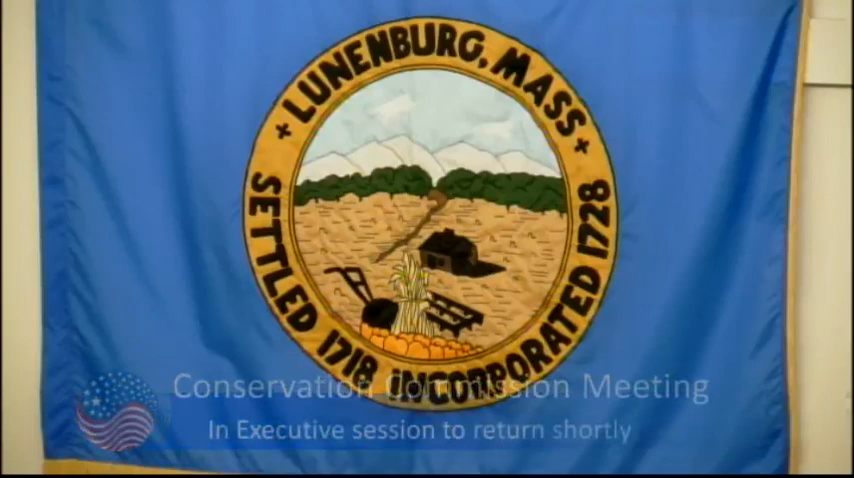 LUNENBURG, MASS
SETTLED 1718 INCORPORATED 1728
Conservation Commission Meeting
In Executive session to return shortly